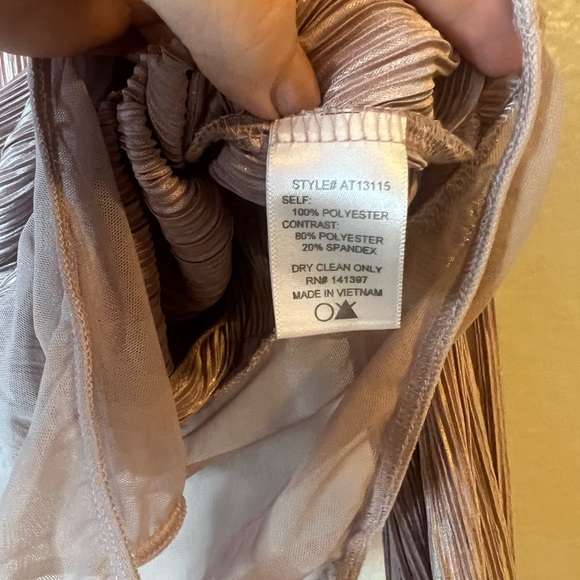 STYLE# AT13115
SELF:
100% POLYESTER
CONTRAST:
80% POLYESTER
20% SPANDEX
DRY CLEAN ONLY
RN# 141397
MADE IN VIETNAM